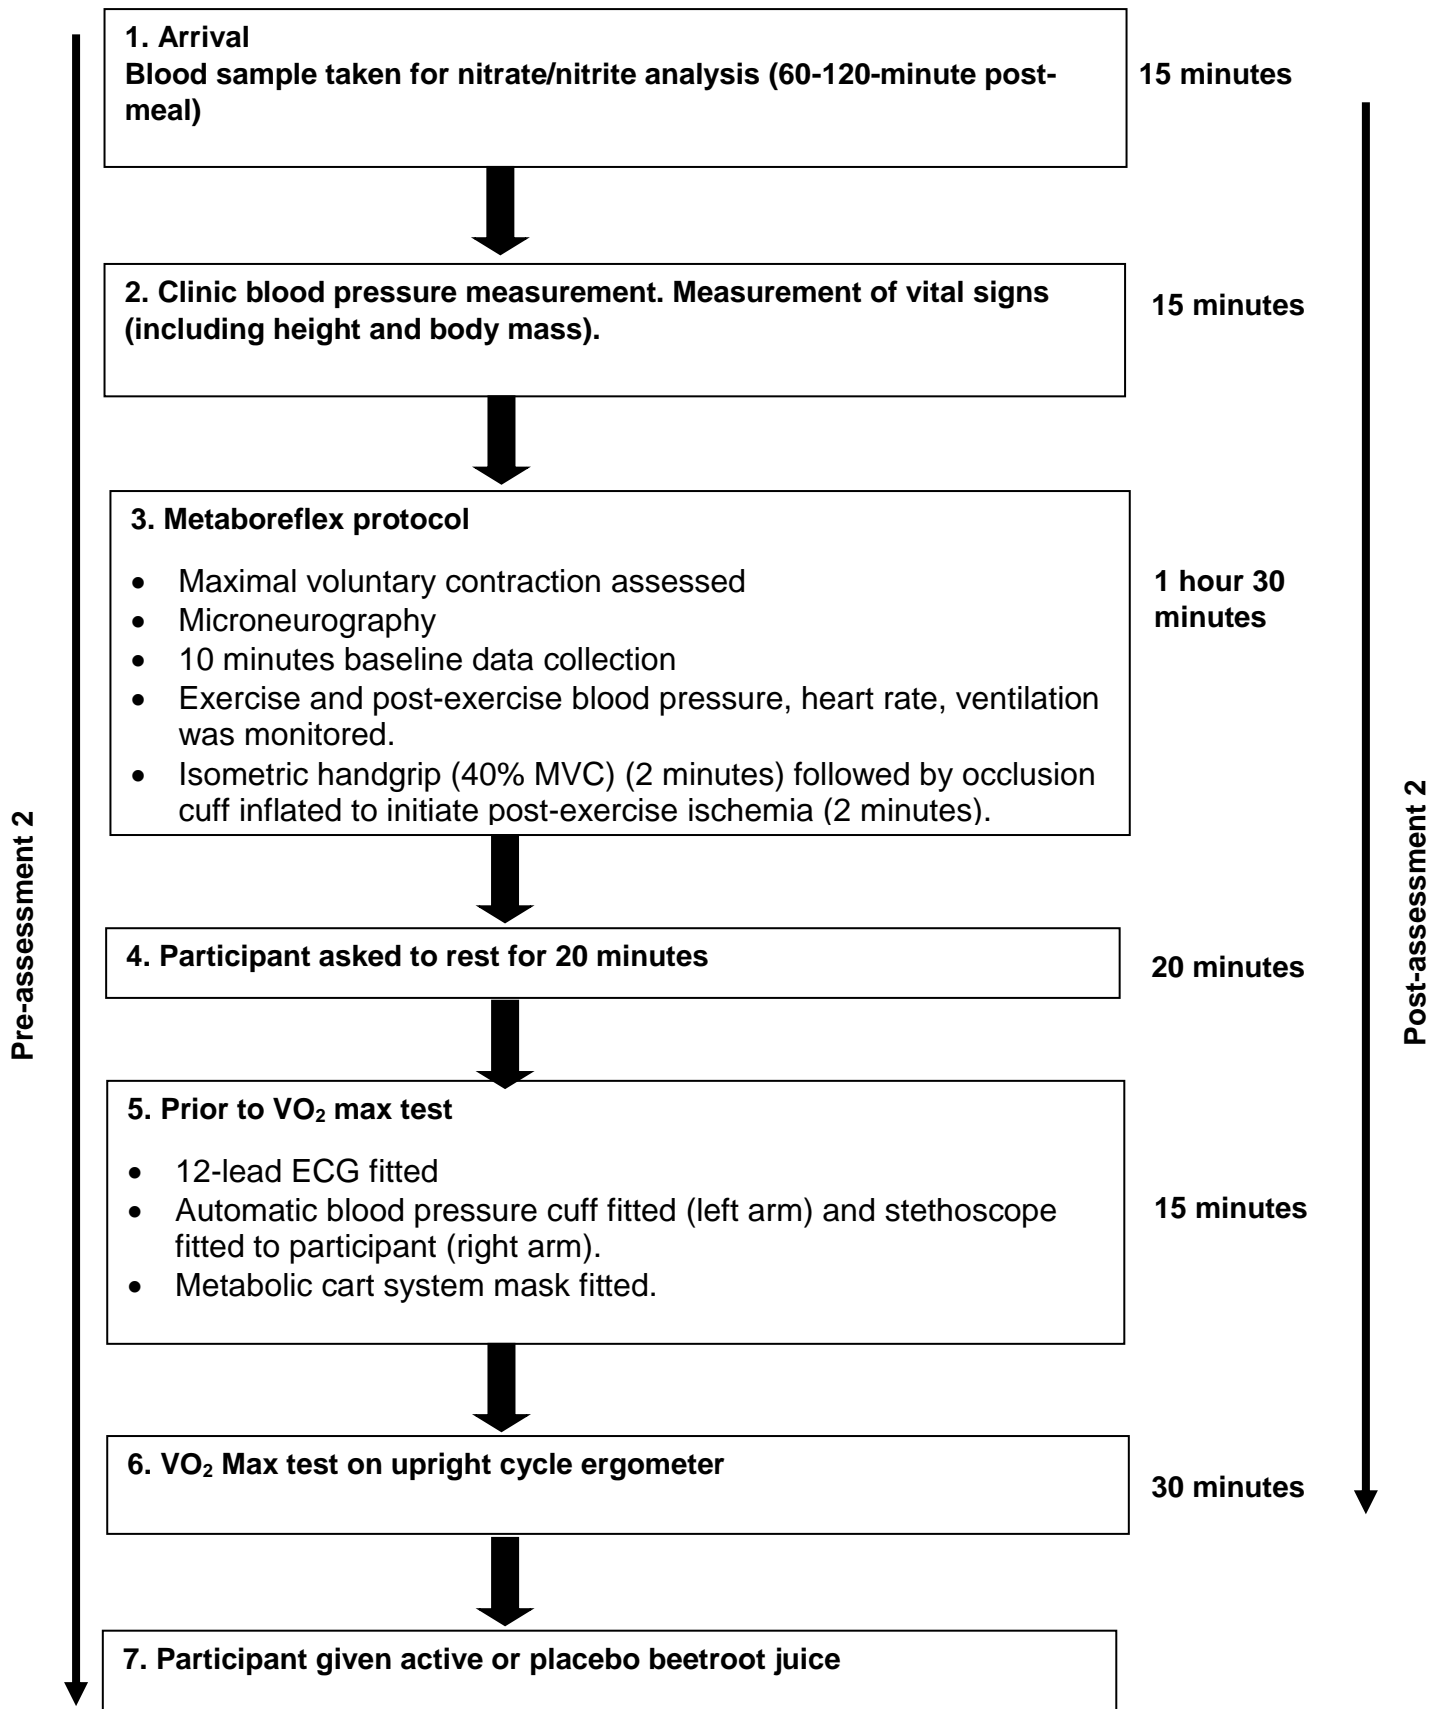 1. Arrival
Blood sample taken for nitrate/nitrite analysis (60-120-minute post-
meal)
15 minutes
2. Clinic blood pressure measurement. Measurement of vital signs
(including height and body mass).
15 minutes
3. Metaboreflex protocol
• Maximal voluntary contraction assessed
• Microneurography
• 10 minutes baseline data collection
• Exercise and post-exercise blood pressure, heart rate, ventilation
was monitored.
• Isometric handgrip (40% MVC) (2 minutes) followed by occlusion
cuff inflated to initiate post-exercise ischemia (2 minutes).
1 hour 30
minutes
4. Participant asked to rest for 20 minutes
20 minutes
5. Prior to VO₂ max test
• 12-lead ECG fitted
• Automatic blood pressure cuff fitted (left arm) and stethoscope
fitted to participant (right arm).
• Metabolic cart system mask fitted.
15 minutes
6. VO₂ Max test on upright cycle ergometer
30 minutes
7. Participant given active or placebo beetroot juice
Pre-assessment 2
Post-assessment 2